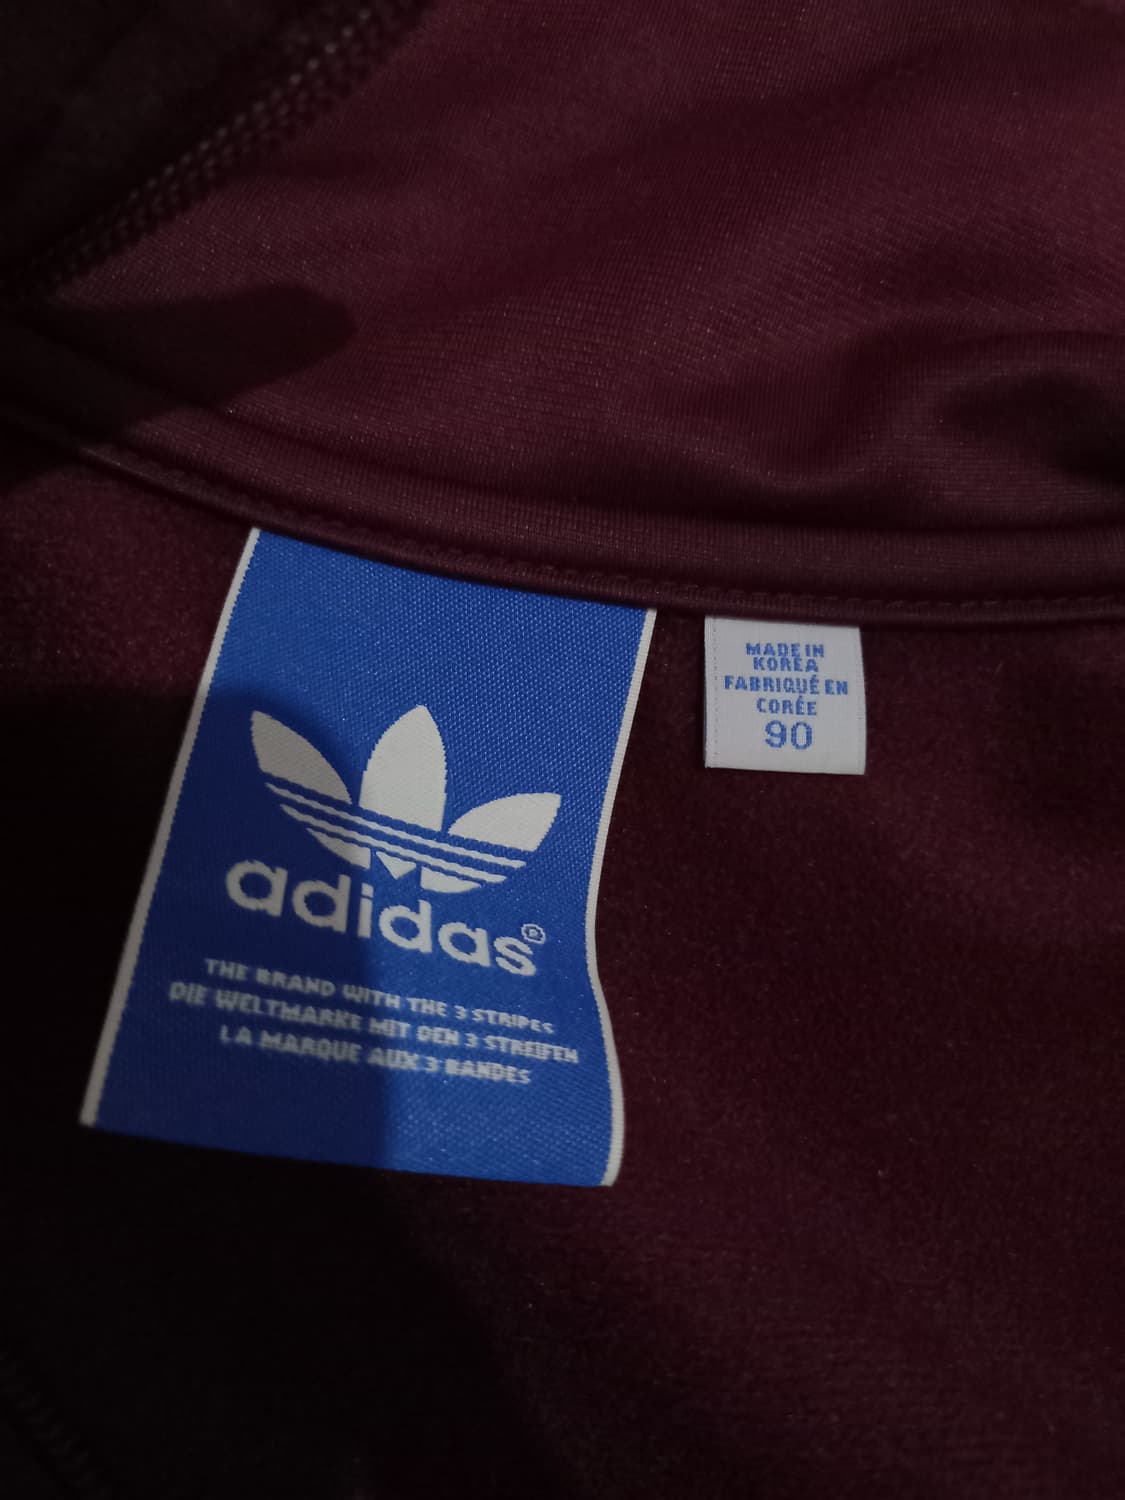 adidas®
THE BRAND WITH THE 3 STRIPES
DIE WELTMARKE MIT DEN 3 STREIFEN
LA MARQUE AUX 3 BANDES
MADE IN
KOREA
FABRIQUÉ EN
CORÉE
90